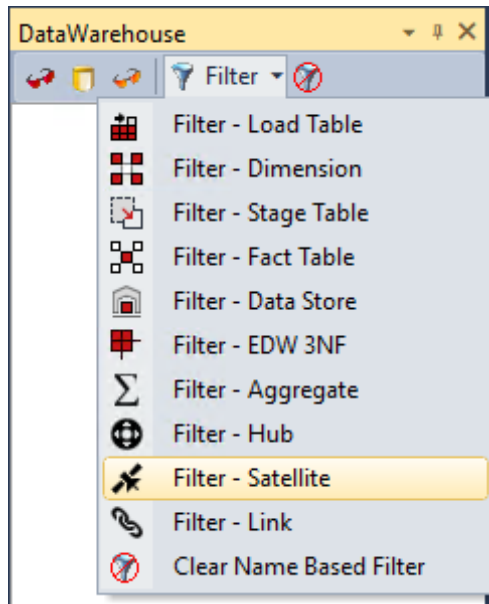 DataWarehouse
Filter
Filter - Load Table
Filter - Dimension
Filter - Stage Table
Filter - Fact Table
Filter - Data Store
Filter - EDW 3NF
Filter - Aggregate
Filter - Hub
Filter - Satellite
Filter - Link
Clear Name Based Filter